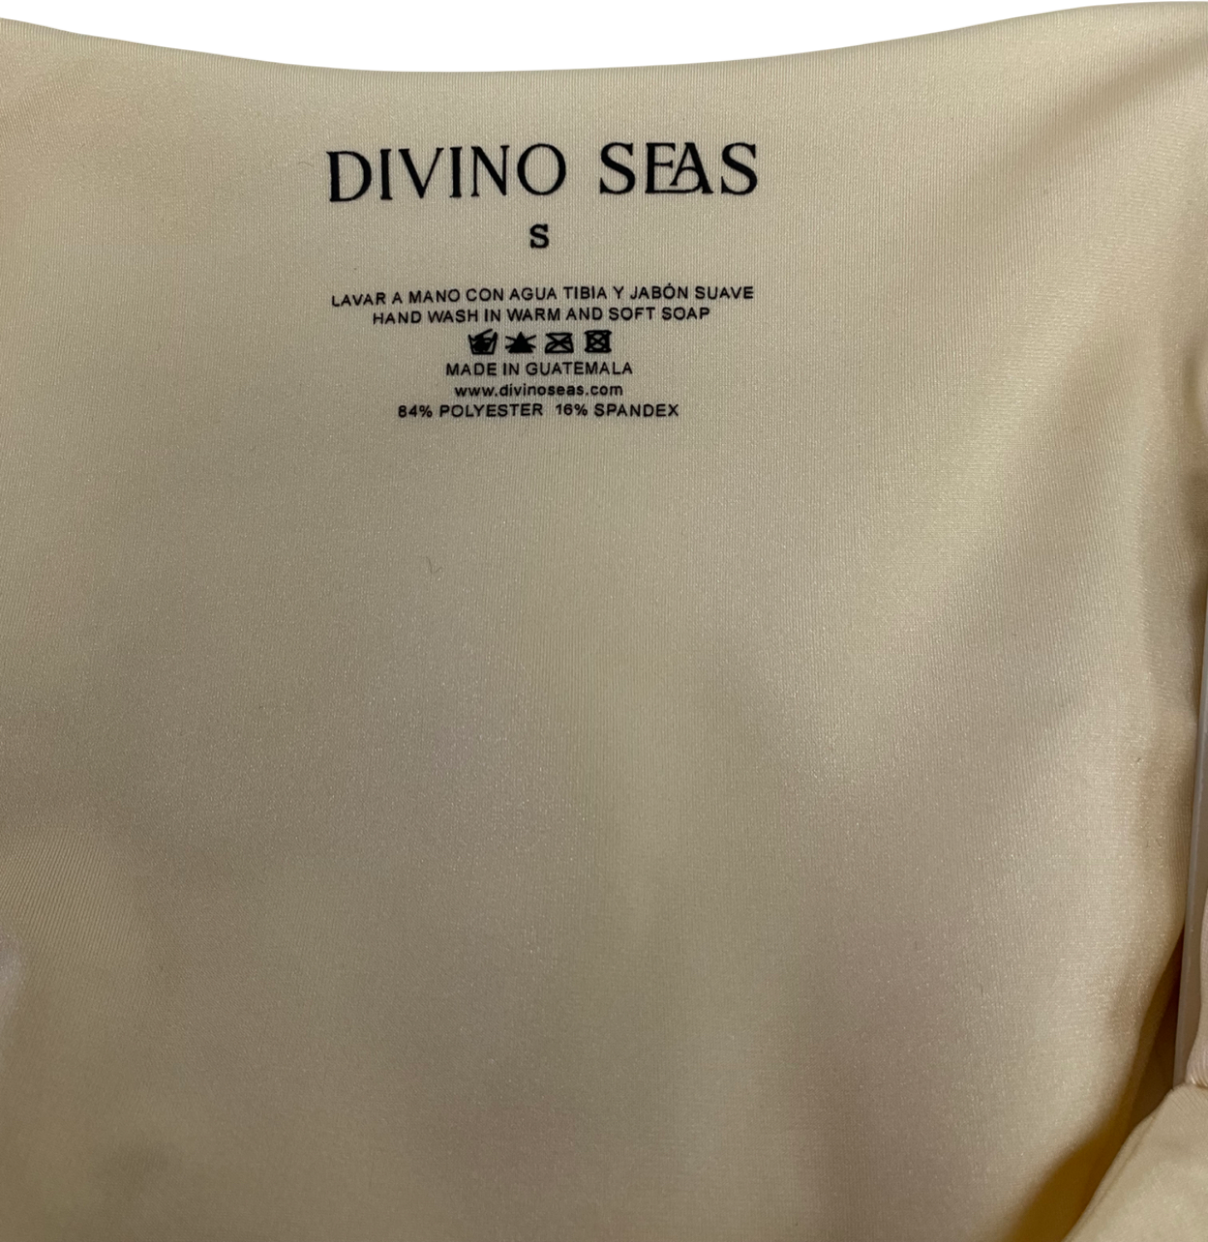 DIVINO SEAS
S
LAVAR A MANO CON AGUA TIBIA Y JABÓN SUAVE
HAND WASH IN WARM AND SOFT SOAP
MADE IN GUATEMALA
www.divinoseas.com
84% POLYESTER 16% SPANDEX